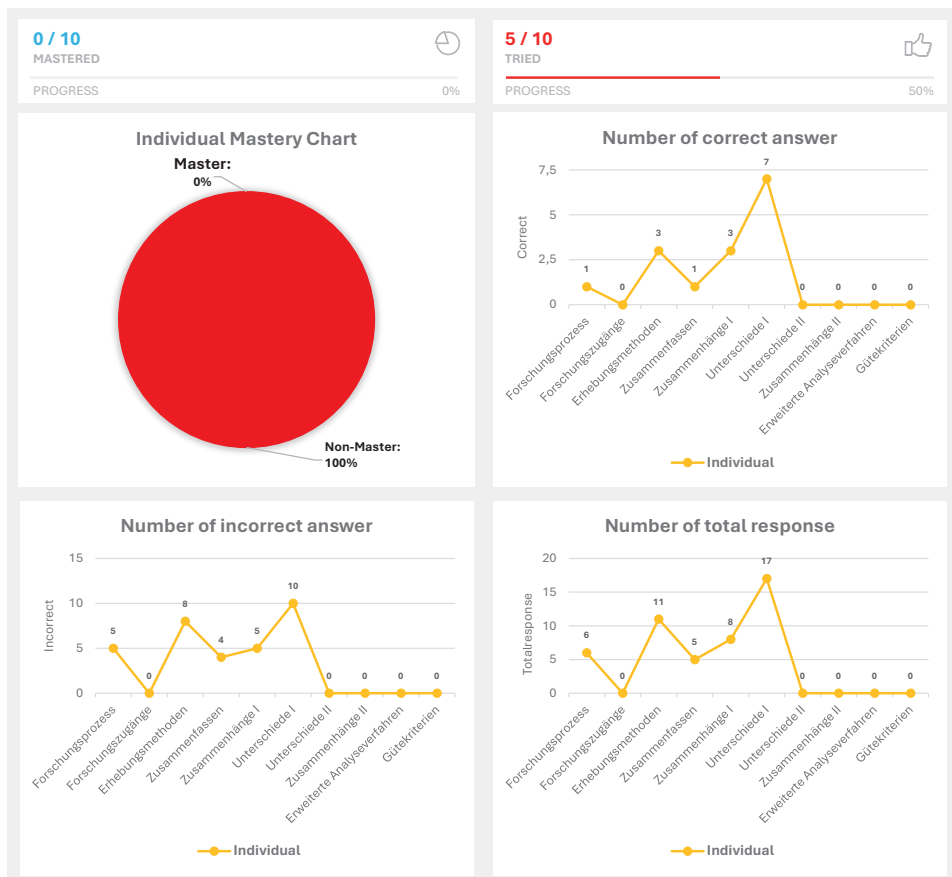 0 / 10
MASTERED
PROGRESS
0%
5 / 10
TRIED
PROGRESS
50%
Individual Mastery Chart
Master:
0%
Non-Master:
100%
Number of correct answer
Correct
7,5
5
2,5
0
1
0
3
1
3
7
0
0
0
0
Forschungsprozess
Forschungszugänge
Erhebungsmethoden
Zusammenfassen
Zusammenhänge I
Unterschiede I
Unterschiede II
Zusammenhänge II
Erweiterte Analyseverfahren
Gütekriterien
Individual
Number of incorrect answer
Incorrect
15
10
5
0
5
0
8
4
5
10
0
0
0
0
Forschungsprozess
Forschungszugänge
Erhebungsmethoden
Zusammenfassen
Zusammenhänge I
Unterschiede I
Unterschiede II
Zusammenhänge II
Erweiterte Analyseverfahren
Gütekriterien
Individual
Number of total response
Totalresponse
20
15
10
5
0
6
0
11
5
8
17
0
0
0
0
Forschungsprozess
Forschungszugänge
Erhebungsmethoden
Zusammenfassen
Zusammenhänge I
Unterschiede I
Unterschiede II
Zusammenhänge II
Erweiterte Analyseverfahren
Gütekriterien
Individual